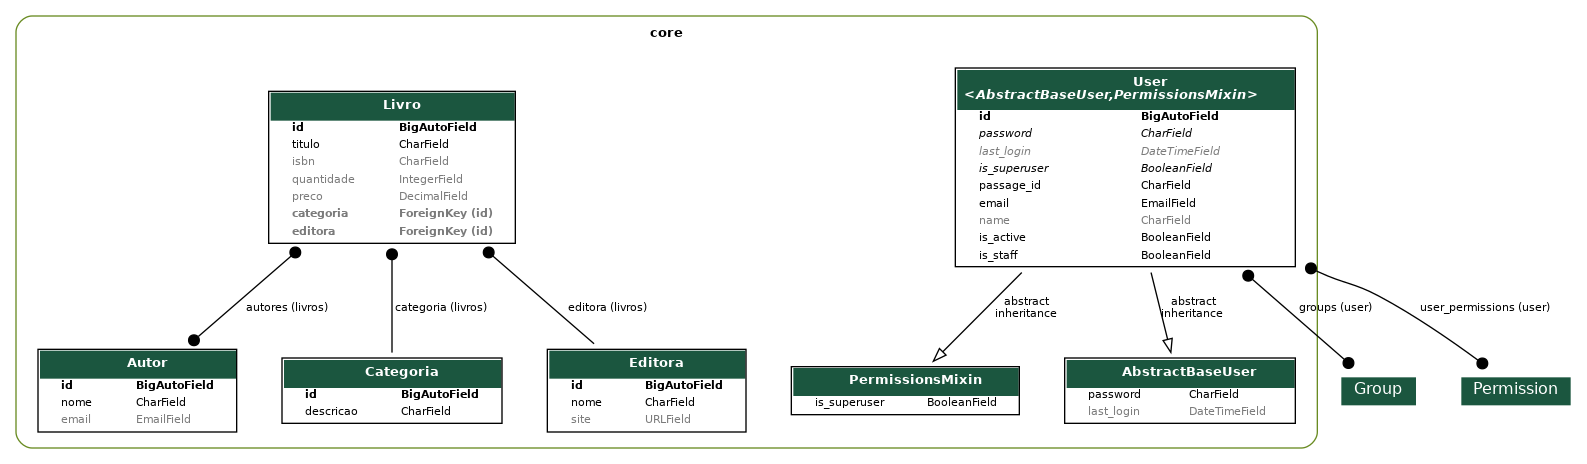 core
Livro
id BigAutoField
titulo CharField
isbn CharField
quantidade IntegerField
preco DecimalField
categoria ForeignKey (id)
editora ForeignKey (id)
User
<AbstractBaseUser,PermissionsMixin>
id BigAutoField
password CharField
last_login DateTimeField
is_superuser BooleanField
passage_id CharField
email EmailField
name CharField
is_active BooleanField
is_staff BooleanField
autores (livros)
categoria (livros)
editora (livros)
abstract
inheritance
abstract
inheritance
groups (user)
user_permissions (user)
Autor
id BigAutoField
nome CharField
email EmailField
Categoria
id BigAutoField
descricao CharField
Editora
id BigAutoField
nome CharField
site URLField
PermissionsMixin
is_superuser BooleanField
AbstractBaseUser
password CharField
last_login DateTimeField
Group
Permission